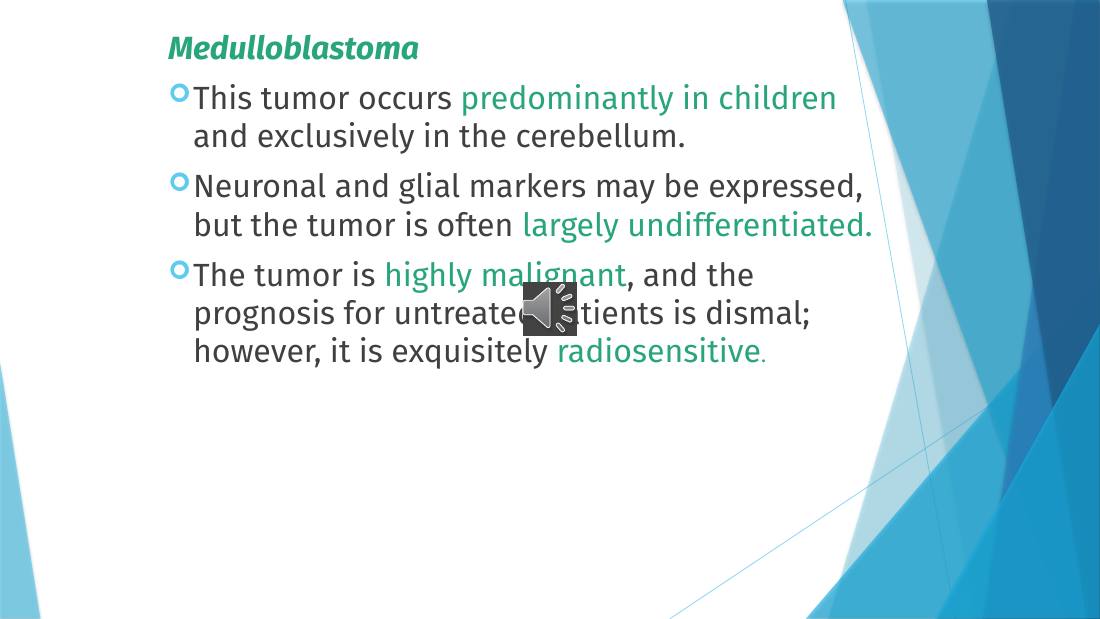 Medulloblastoma
This tumor occurs predominantly in children
and exclusively in the cerebellum.
Neuronal and glial markers may be expressed,
but the tumor is often largely undifferentiated.
The tumor is highly malignant, and the
prognosis for untreated patients is dismal;
however, it is exquisitely radiosensitive.